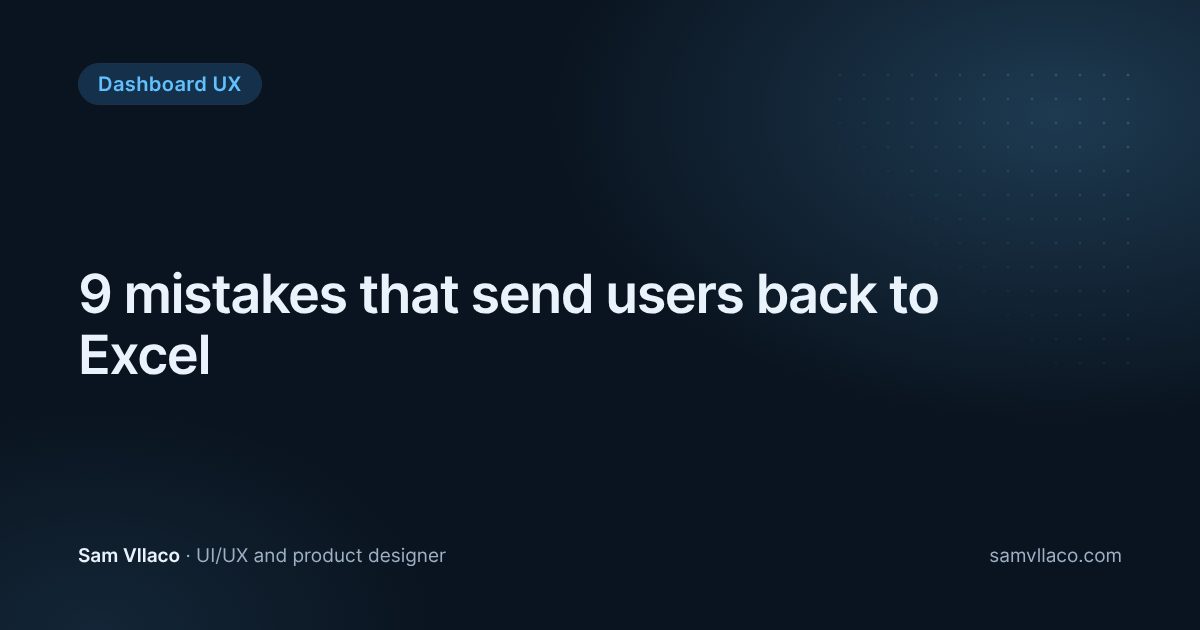 Dashboard UX
9 mistakes that send users back to
Excel
Sam Vllaco · UI/UX and product designer
samvllaco.com